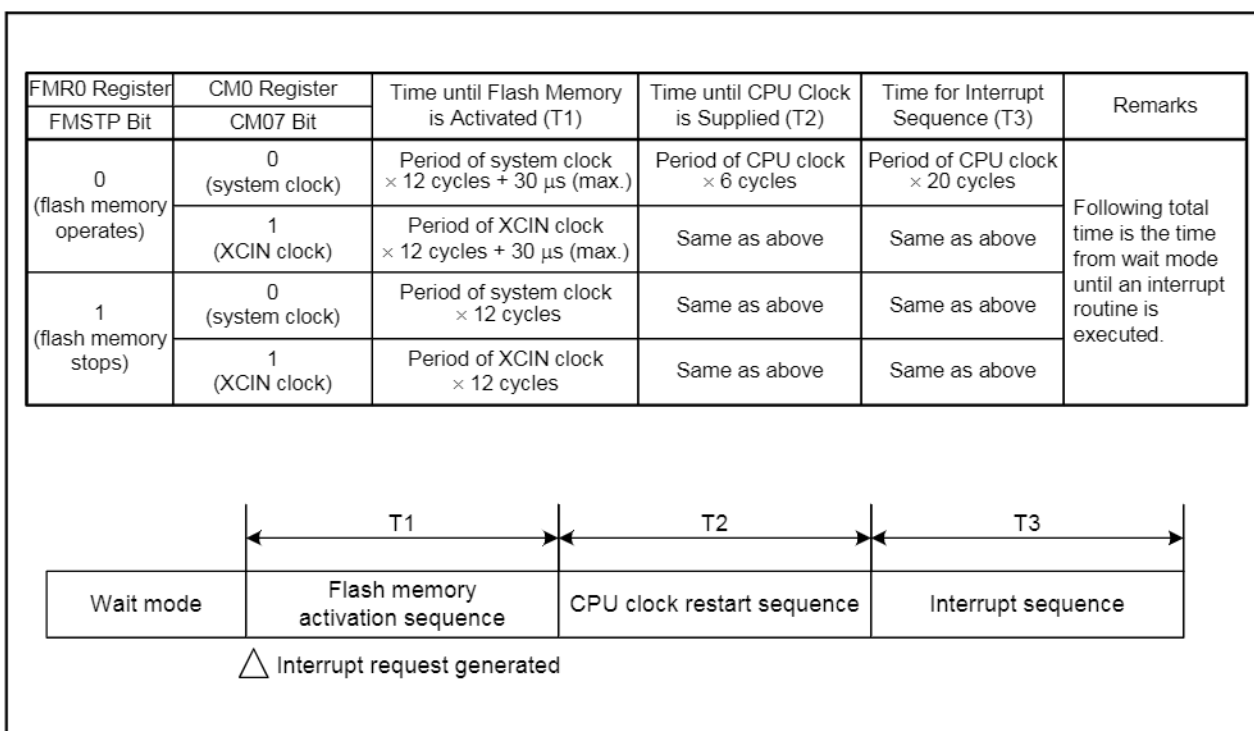 FMR0 Register CM0 Register Time until Flash Memory Time until CPU Clock Time for Interrupt Remarks
FMSTP Bit CM07 Bit is Activated (T1) is Supplied (T2) Sequence (T3)
0
(flash memory
operates)
0
(system clock)
Period of system clock
× 12 cycles + 30 μs (max.)
Period of CPU clock
× 6 cycles
Period of CPU clock
× 20 cycles
Following total
time is the time
from wait mode
until an interrupt
routine is
executed.
1
(XCIN clock)
Period of XCIN clock
× 12 cycles + 30 μs (max.)
Same as above
Same as above
1
(flash memory
stops)
0
(system clock)
Period of system clock
× 12 cycles
Same as above
Same as above
1
(XCIN clock)
Period of XCIN clock
× 12 cycles
Same as above
Same as above
T1 T2 T3
Wait mode
Flash memory
activation sequence
CPU clock restart sequence
Interrupt sequence
Interrupt request generated